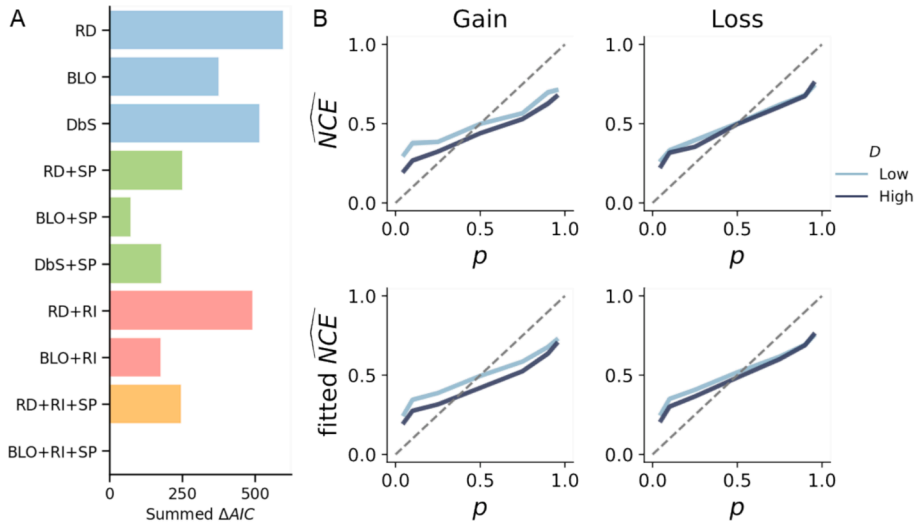 A
RD
BLO
DbS
RD+SP
BLO+SP
DbS+SP
RD+RI
BLO+RI
RD+RI+SP
BLO+RI+SP
0 250 500
Summed ΔAIC
B
Gain Loss
1.0
0.5
0.0
NCE
0.0 0.5 1.0
p
1.0
0.5
0.0
0.0 0.5 1.0
p
D
Low
High
1.0
0.5
0.0
fitted NCE
0.0 0.5 1.0
p
1.0
0.5
0.0
0.0 0.5 1.0
p